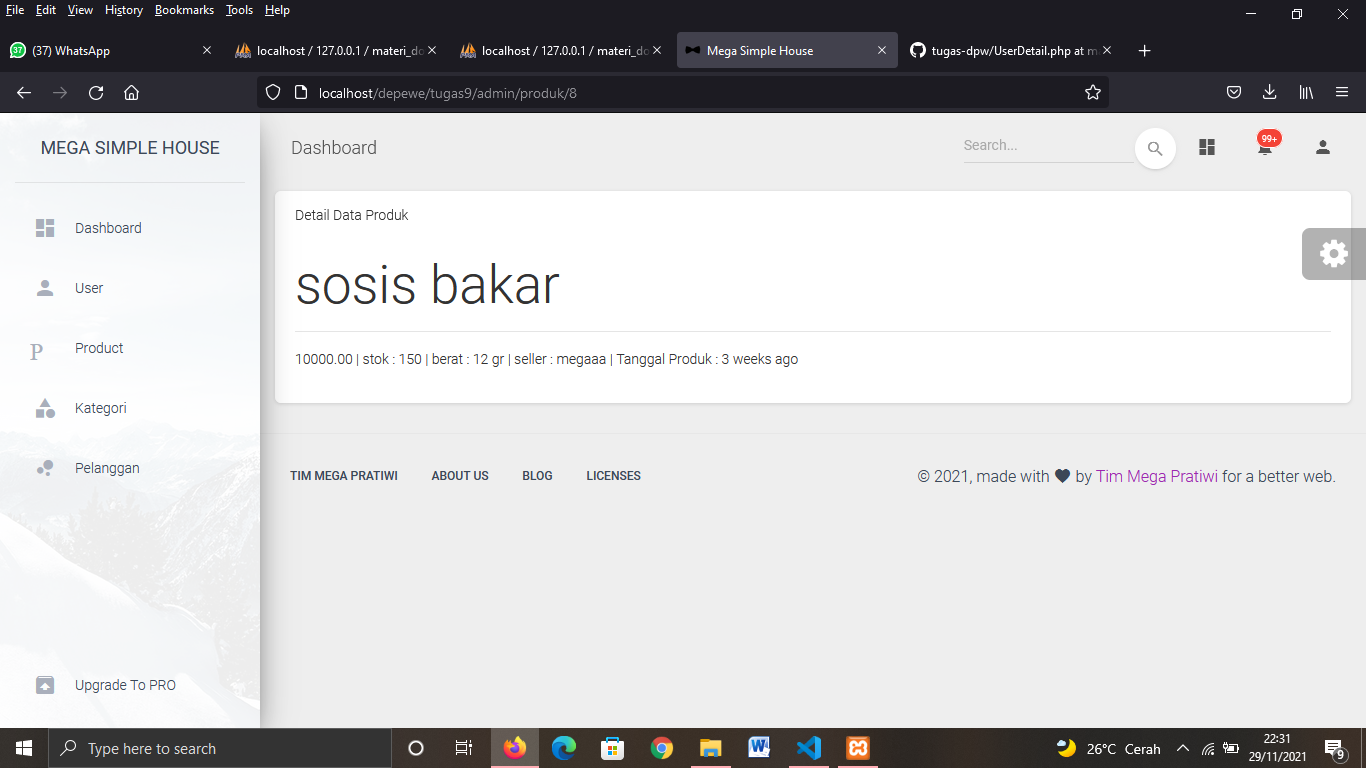 File Edit View History Bookmarks Tools Help
37 (37) WhatsApp
localhost / 127.0.0.1 / materi_do
localhost / 127.0.0.1 / materi_do
Mega Simple House
tugas-dpw/UserDetail.php at m
localhost/depewe/tugas9/admin/produk/8
MEGA SIMPLE HOUSE
Dashboard
User
P Product
Kategori
Pelanggan
Upgrade To PRO
Dashboard
Search...
99+
Detail Data Produk
sosis bakar
10000.00 | stok : 150 | berat : 12 gr | seller : megaaa | Tanggal Produk : 3 weeks ago
TIM MEGA PRATIWI ABOUT US BLOG LICENSES
© 2021, made with ♥ by Tim Mega Pratiwi for a better web.
Type here to search
26°C Cerah
22:31
29/11/2021
9